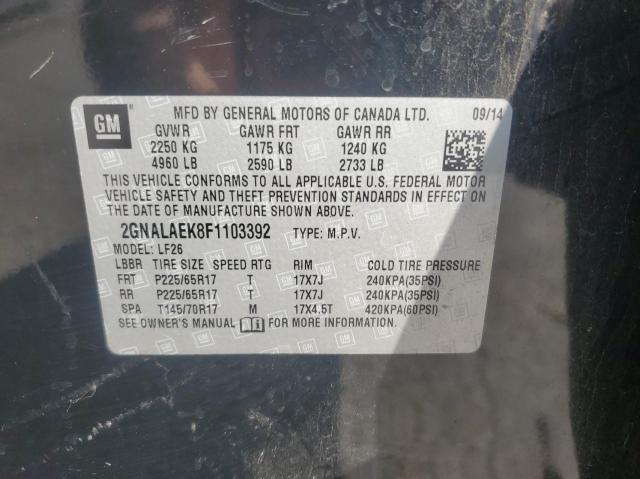 GM
MFD BY GENERAL MOTORS OF CANADA LTD. 09/14
GVWR GAWR FRT GAWR RR
2250 KG 1175 KG 1240 KG
4960 LB 2590 LB 2733 LB
THIS VEHICLE CONFORMS TO ALL APPLICABLE U.S. FEDERAL MOTOR
VEHICLE SAFETY AND THEFT PREVENTION STANDARDS IN EFFECT ON
THE DATE OF MANUFACTURE SHOWN ABOVE.
2GNALAEK8F1103392 TYPE: M.P.V.
MODEL: LF26
LBBR TIRE SIZE SPEED RTG RIM COLD TIRE PRESSURE
FRT P225/65R17 T 17X7J 240KPA(35PSI)
RR P225/65R17 T 17X7J 240KPA(35PSI)
SPA T145/70R17 M 17X4.5T 420KPA(60PSI)
SEE OWNER'S MANUAL FOR MORE INFORMATION.